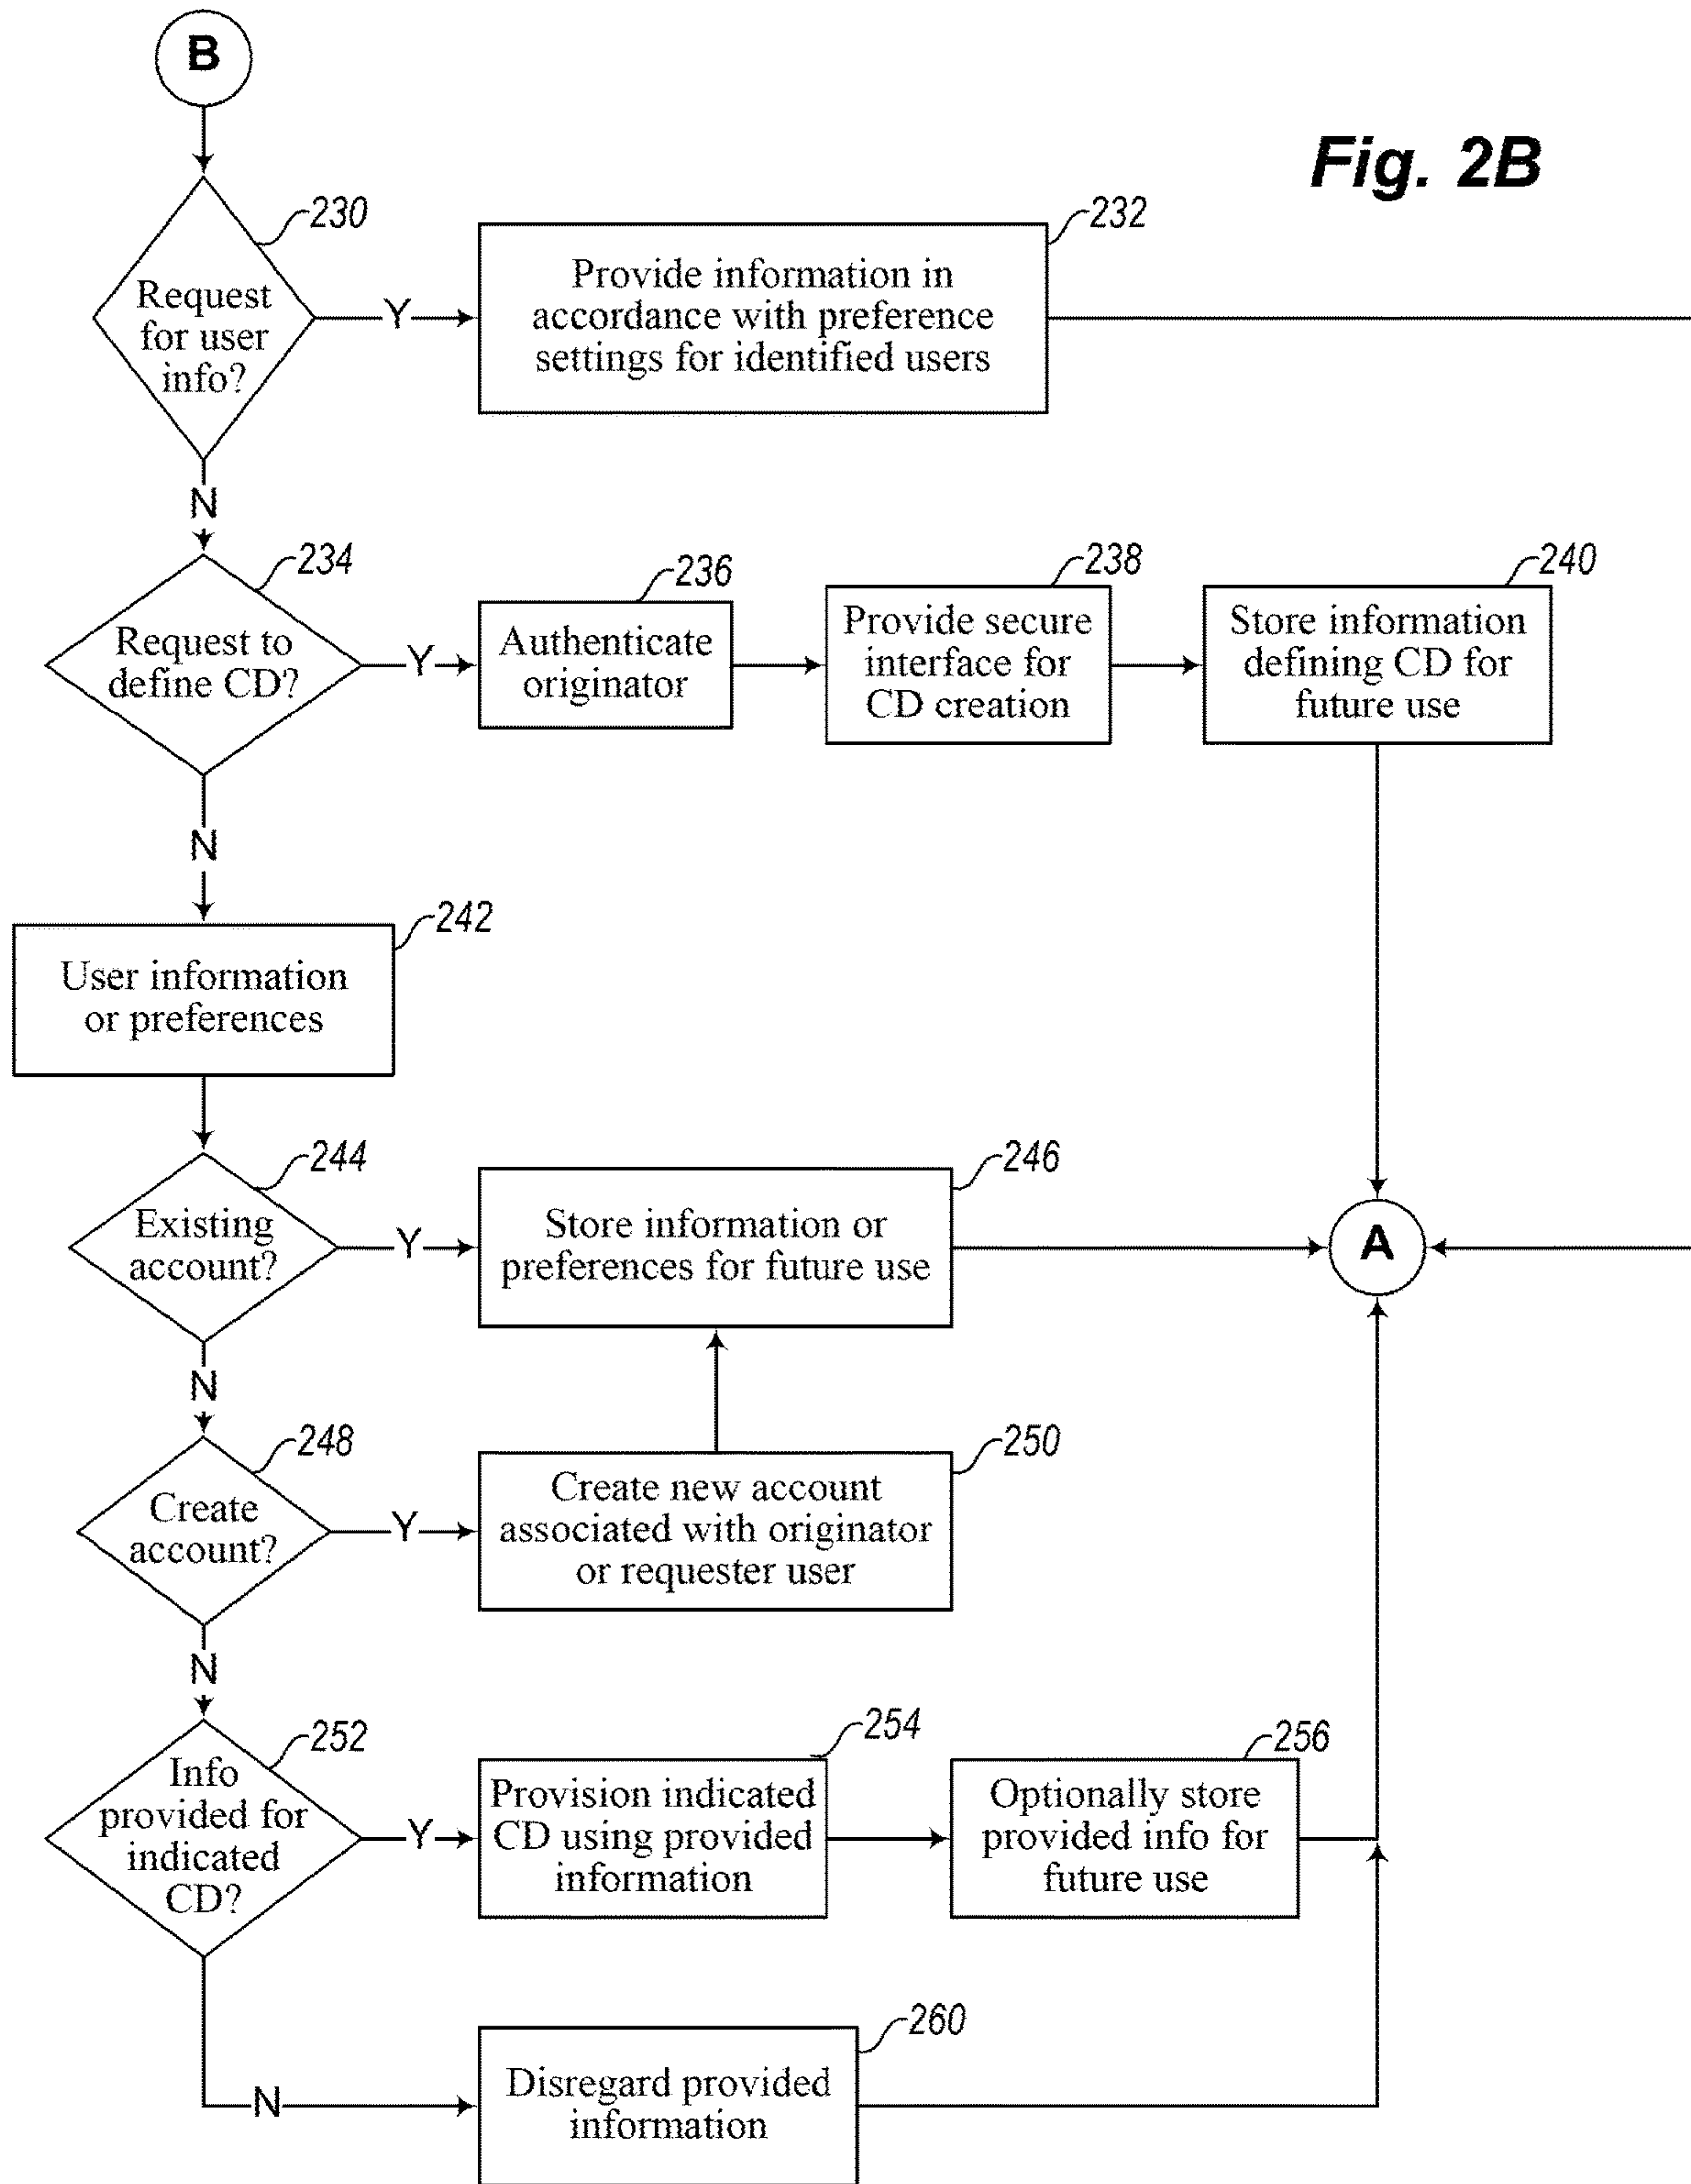 B
Fig. 2B
230
Request
for user
info?
Y
232
Provide information in
accordance with preference
settings for identified users
N
234
Request to
define CD?
Y
236
Authenticate
originator
238
Provide secure
interface for
CD creation
240
Store information
defining CD for
future use
N
242
User information
or preferences
244
Existing
account?
Y
246
Store information or
preferences for future use
A
N
248
Create
account?
Y
250
Create new account
associated with originator
or requester user
N
252
Info
provided for
indicated
CD?
Y
254
Provision indicated
CD using provided
information
256
Optionally store
provided info for
future use
N
260
Disregard provided
information